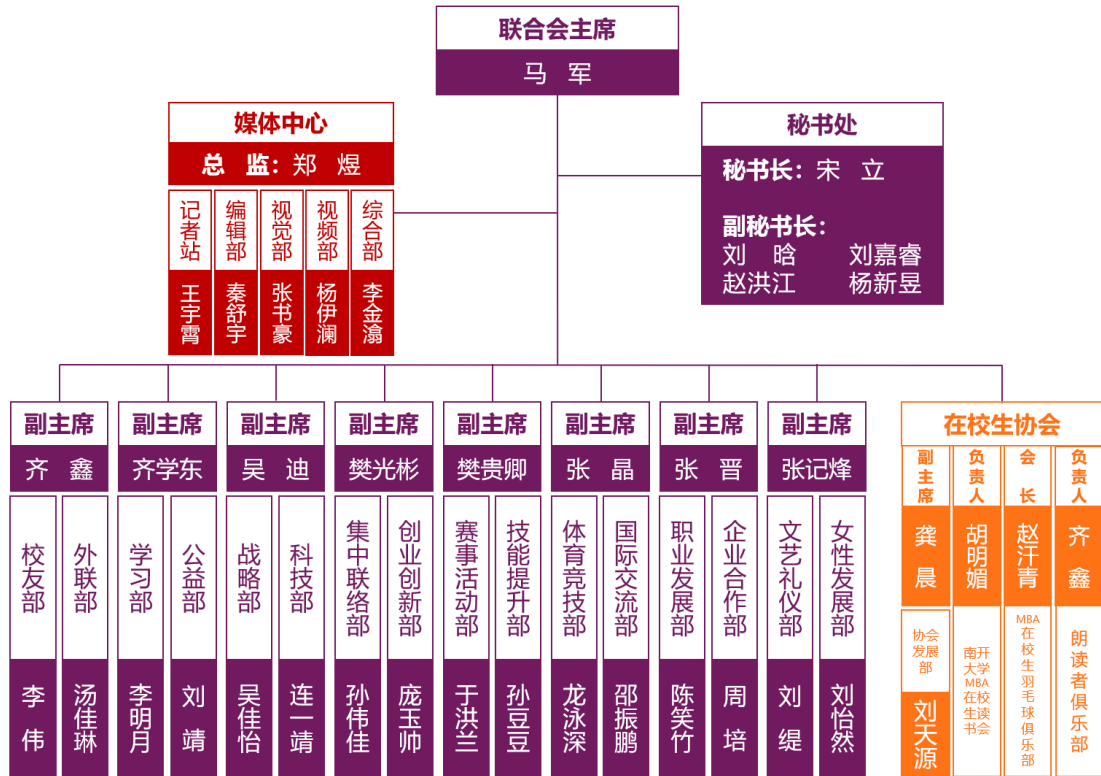 联合会主席
马 军
媒体中心
总 监：郑 煜
记者站
编辑部
视觉部
视频部
综合部
王宇霄
秦舒宇
张书豪
杨伊澜
李金潝
秘书处
秘书长：宋 立
副秘书长：
刘 晗 刘嘉睿
赵洪江 杨新昱
副主席
齐 鑫
校友部
外联部
李 伟
汤佳琳
副主席
齐学东
学习部
公益部
李明月
刘 靖
副主席
吴 迪
战略部
科技部
吴佳怡
连一靖
副主席
樊光彬
集中联络部
创业创新部
孙伟佳
庞玉帅
副主席
樊贵卿
赛事活动部
技能提升部
于洪兰
孙豆豆
副主席
张 晶
体育竞技部
国际交流部
龙泳深
邵振鹏
副主席
张 晋
职业发展部
企业合作部
陈笑竹
周 培
副主席
张记烽
文艺礼仪部
女性发展部
刘 缇
刘怡然
在校生协会
副主席
龚 晨
协会
发展
部
刘天源
负责人
胡明媚
南开
大学
MBA
在校
生读
书会
会 长
赵汗青
MBA
在校生羽毛球俱乐部
负责人
齐 鑫
朗读者俱乐部